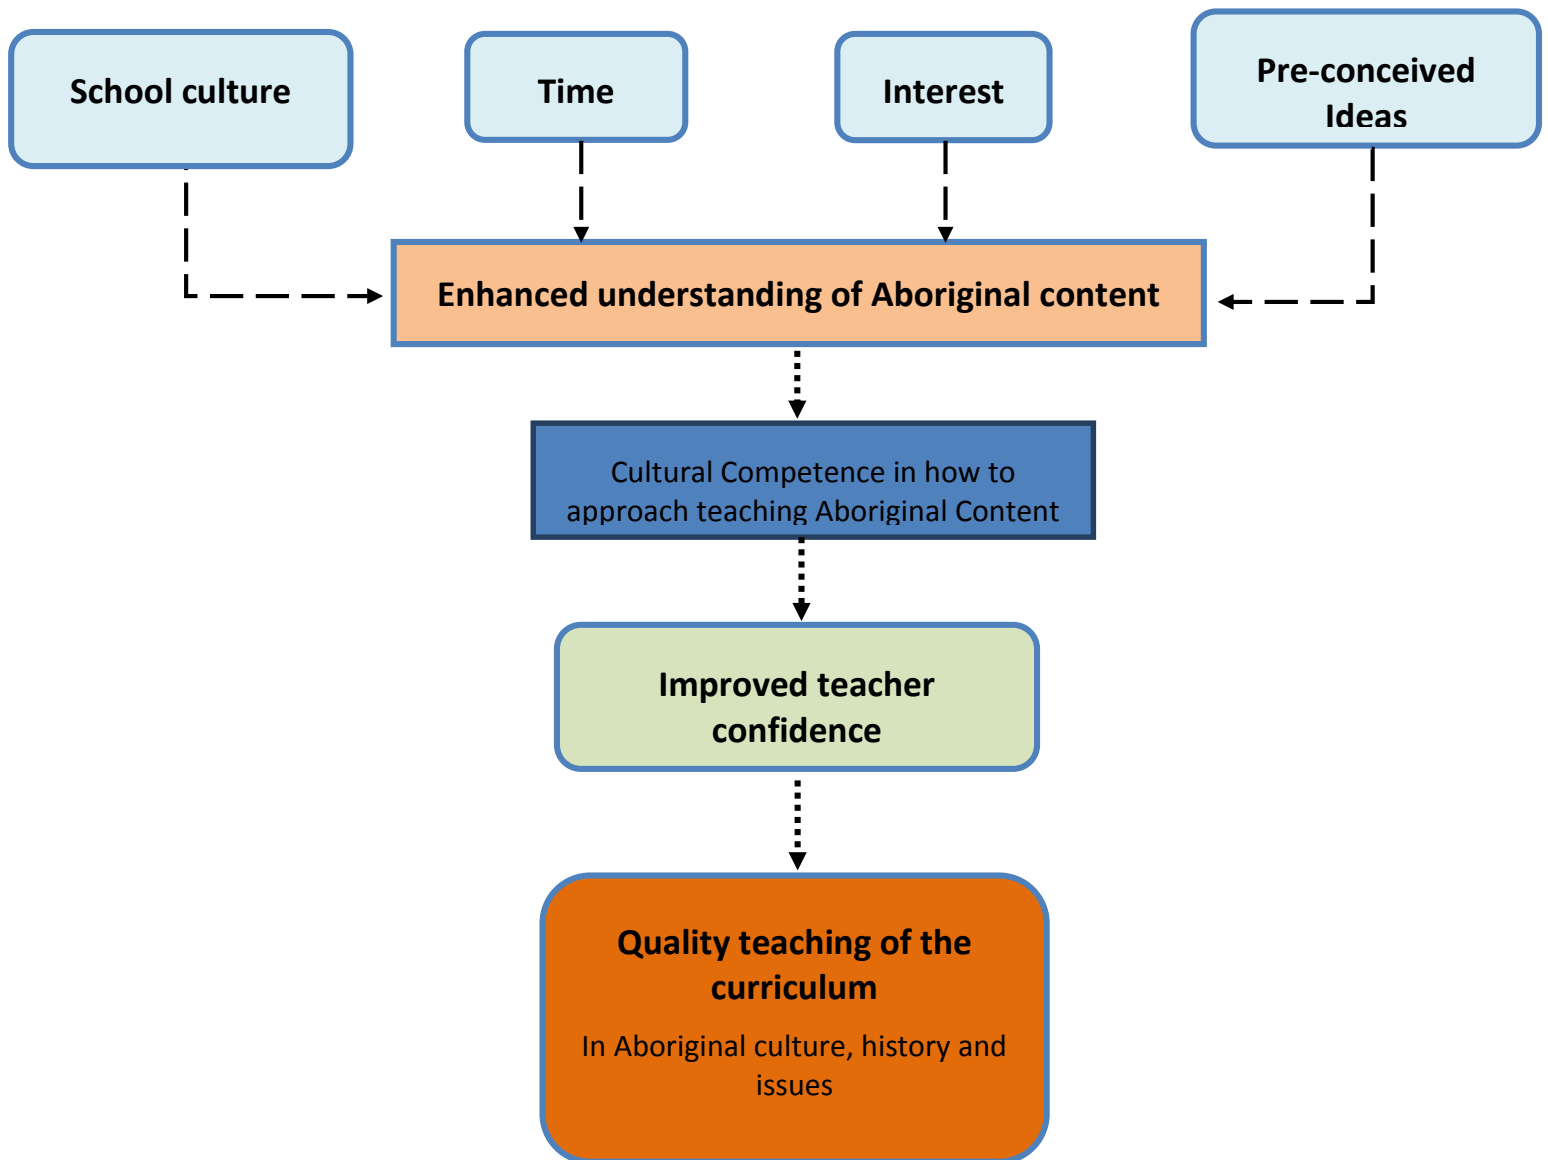 School culture
Time
Interest
Pre-conceived
Ideas
Enhanced understanding of Aboriginal content
Cultural Competence in how to
approach teaching Aboriginal Content
Improved teacher
confidence
Quality teaching of the
curriculum
In Aboriginal culture, history and
issues